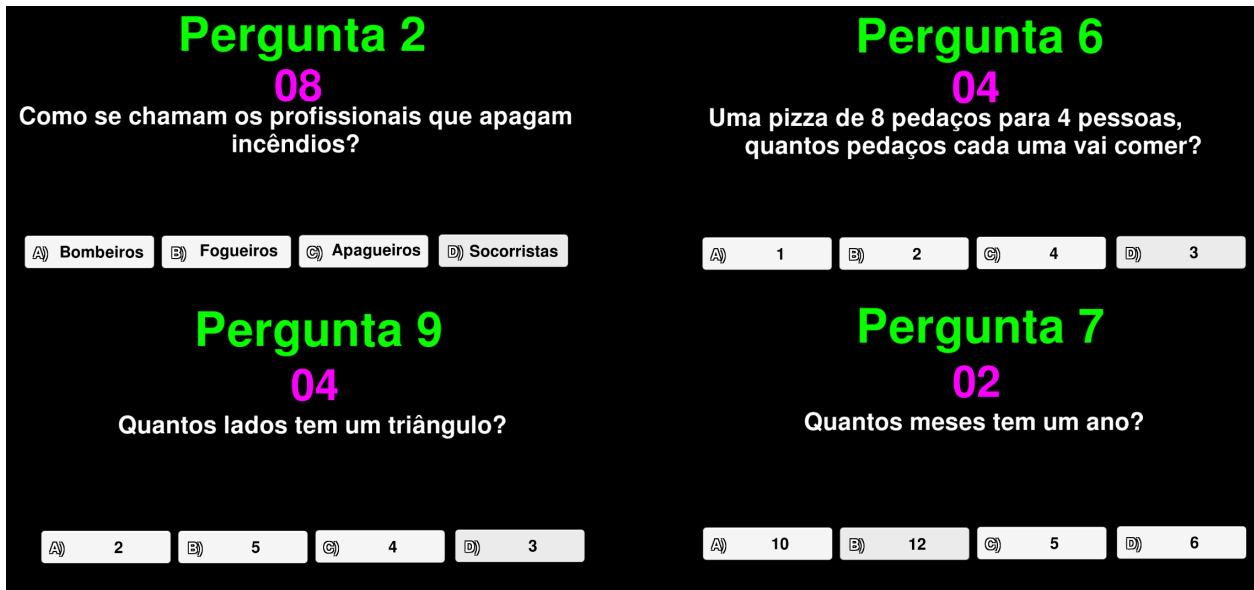 Pergunta 2
08
Como se chamam os profissionais que apagam
incêndios?
A) Bombeiros
B) Fogueiros
C) Apagueiros
D) Socorristas
Pergunta 6
04
Uma pizza de 8 pedaços para 4 pessoas,
quantos pedaços cada uma vai comer?
A) 1
B) 2
C) 4
D) 3
Pergunta 9
04
Quantos lados tem um triângulo?
A) 2
B) 5
C) 4
D) 3
Pergunta 7
02
Quantos meses tem um ano?
A) 10
B) 12
C) 5
D) 6